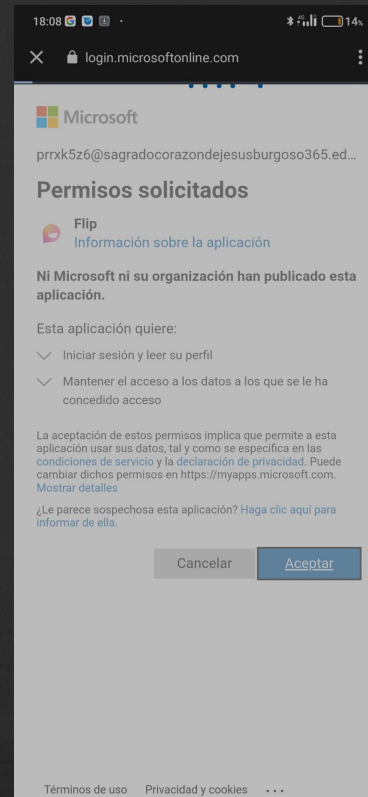 18:08 14%
login.microsoftonline.com
Microsoft
prrxk5z6@sagradocorazondejesusburgoso365.ed...
Permisos solicitados
Flip
Información sobre la aplicación
Ni Microsoft ni su organización han publicado esta
aplicación.
Esta aplicación quiere:
Iniciar sesión y leer su perfil
Mantener el acceso a los datos a los que se le ha
concedido acceso
La aceptación de estos permisos implica que permite a esta
aplicación usar sus datos, tal y como se especifica en las
condiciones de servicio y la declaración de privacidad. Puede
cambiar dichos permisos en https://myapps.microsoft.com.
Mostrar detalles
¿Le parece sospechosa esta aplicación? Haga clic aquí para
informar de ella.
Cancelar Aceptar
Términos de uso Privacidad y cookies ...